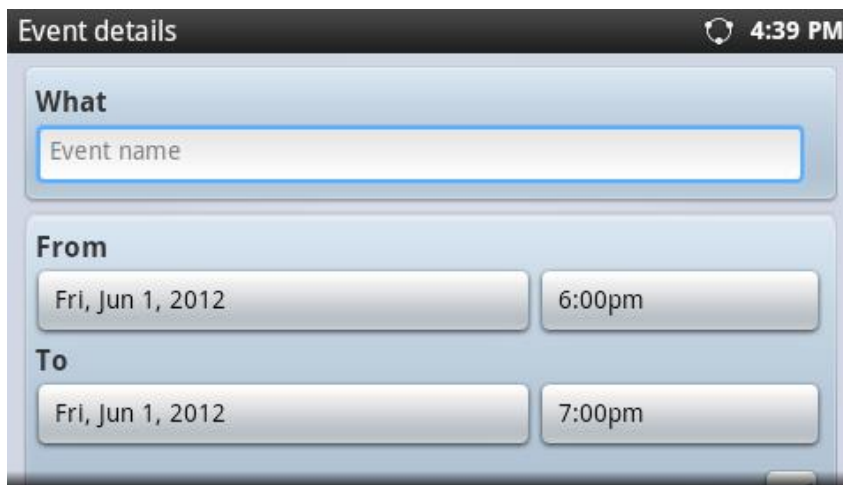 Event details 4:39 PM
What
Event name
From
Fri, Jun 1, 2012 6:00pm
To
Fri, Jun 1, 2012 7:00pm